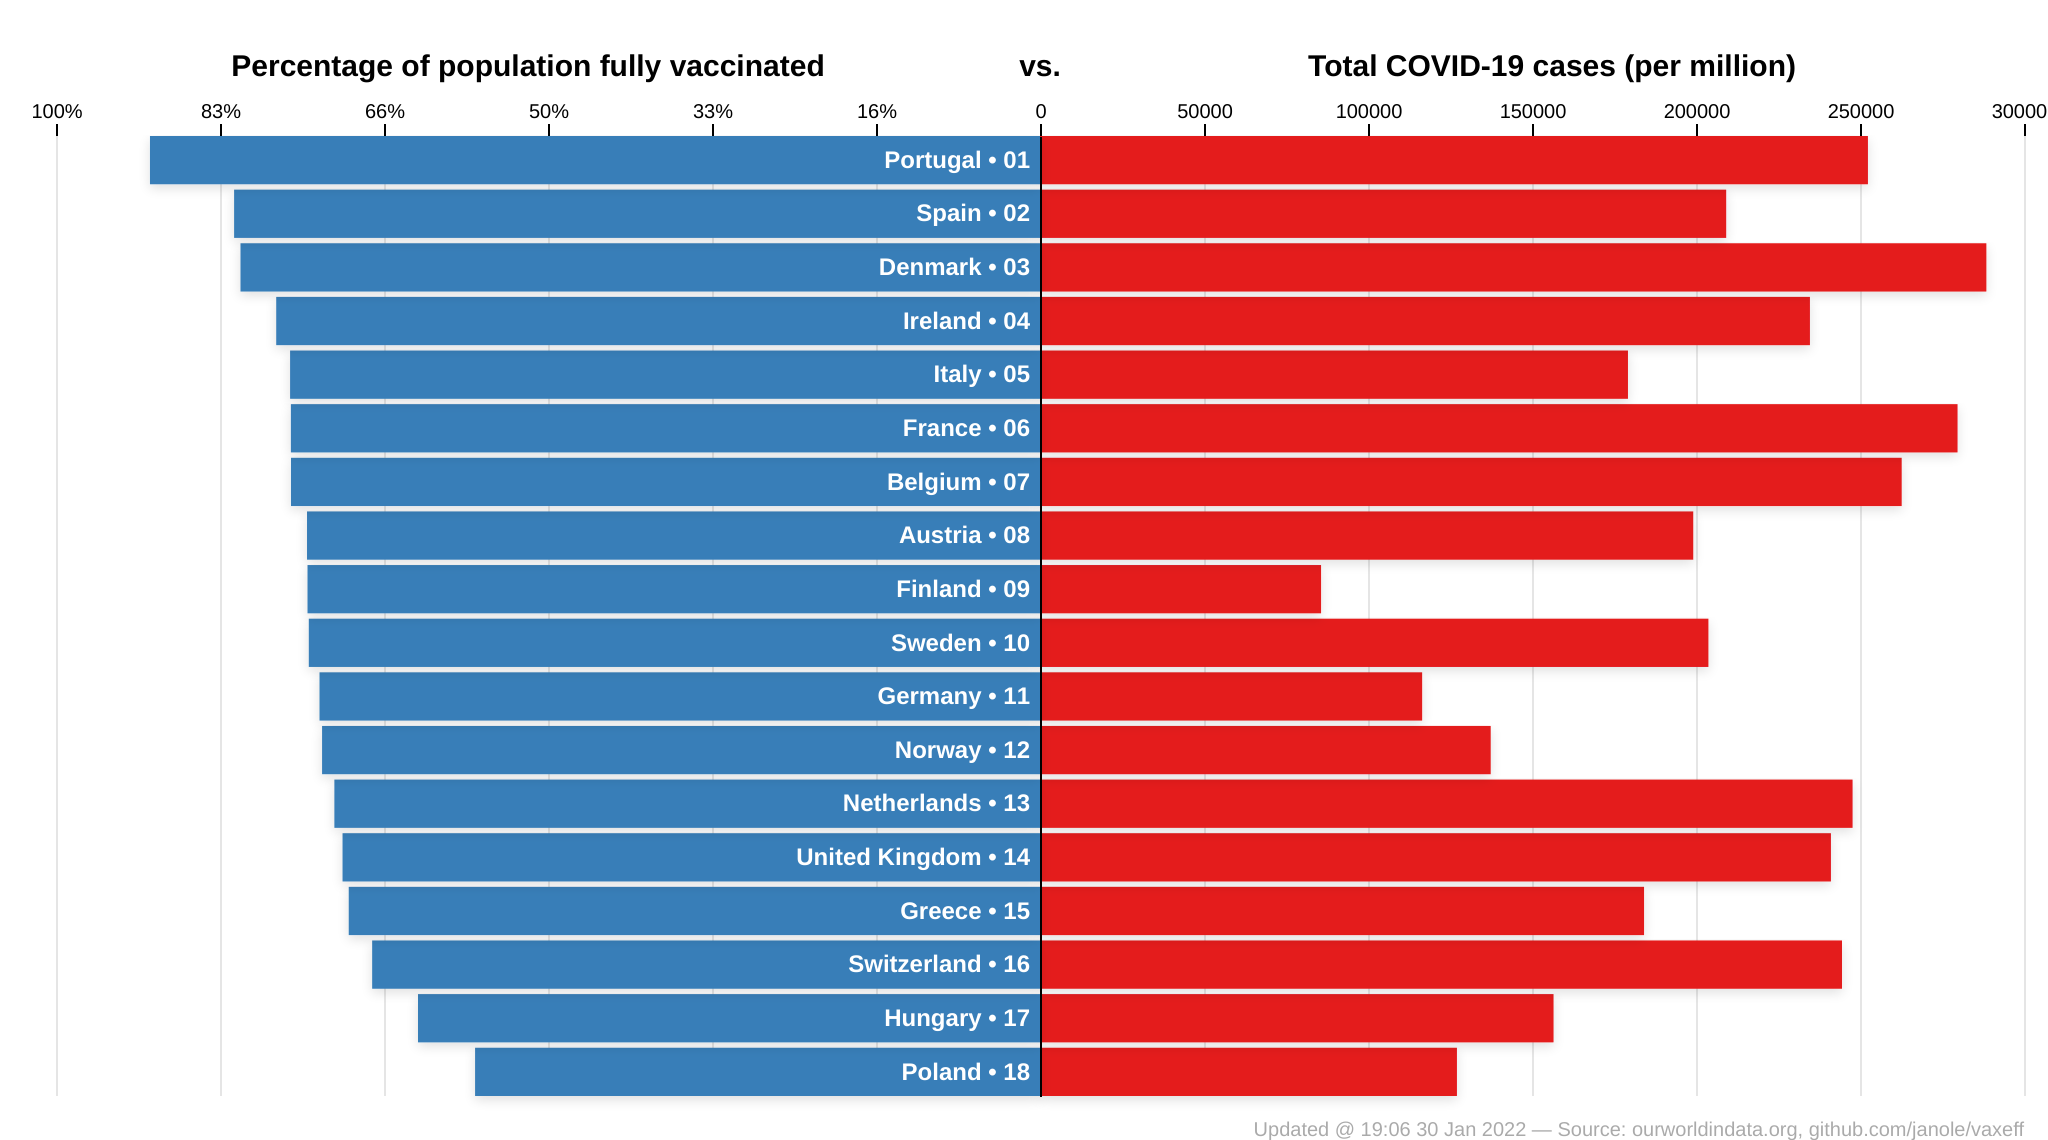 Percentage of population fully vaccinated vs. Total COVID-19 cases (per million)
100% 83% 66% 50% 33% 16% 0 50000 100000 150000 200000 250000 30000
Portugal • 01
Spain • 02
Denmark • 03
Ireland • 04
Italy • 05
France • 06
Belgium • 07
Austria • 08
Finland • 09
Sweden • 10
Germany • 11
Norway • 12
Netherlands • 13
United Kingdom • 14
Greece • 15
Switzerland • 16
Hungary • 17
Poland • 18
Updated @ 19:06 30 Jan 2022 — Source: ourworldindata.org, github.com/janole/vaxeff